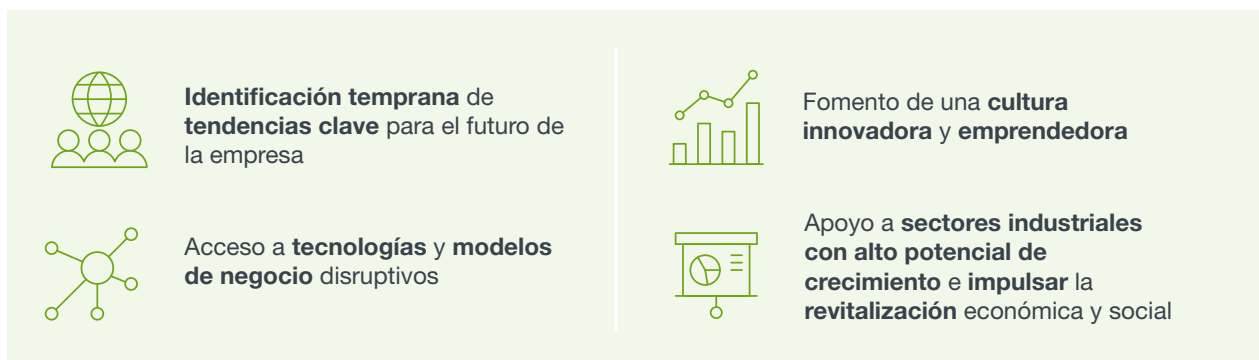 Identificación temprana de
tendencias clave para el futuro de
la empresa
Acceso a tecnologías y modelos
de negocio disruptivos
Fomento de una cultura
innovadora y emprendedora
Apoyo a sectores industriales
con alto potencial de
crecimiento e impulsar la
revitalización económica y social